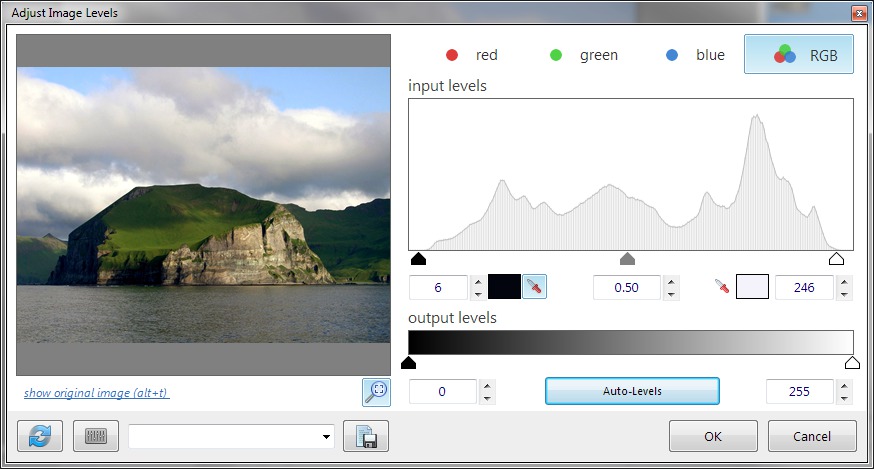 Adjust Image Levels
red green blue RGB
input levels
6 0.50 246
output levels
show original image (alt+t)
0 Auto-Levels 255
OK Cancel